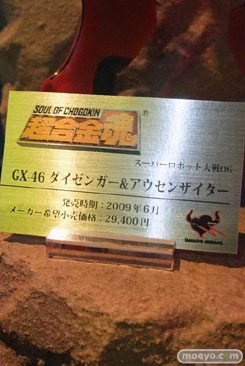 SOUL OF CHOGOKIN
超合金魂®
スーパーロボット大戦OG
GX-46 ダイゼンガー&アウセンザイター
発売時期：2009年6月
メーカー希望小売価格：29,400円
moeyo.com